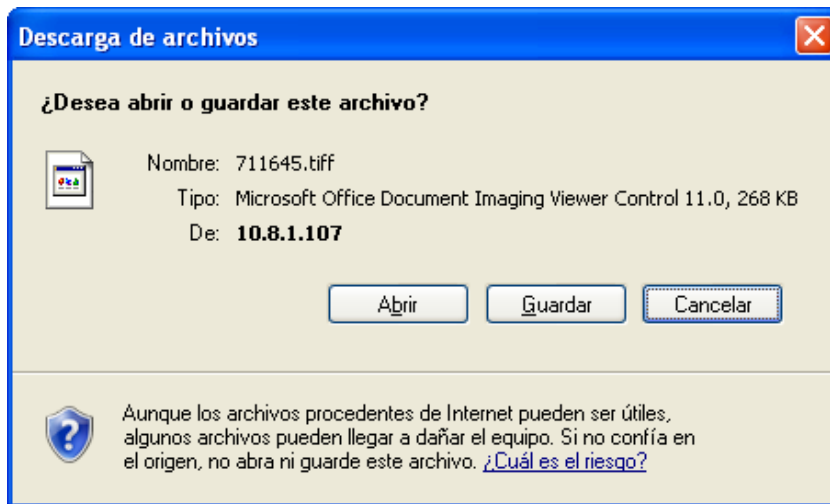 Descarga de archivos
¿Desea abrir o guardar este archivo?
Nombre: 711645.tiff
Tipo: Microsoft Office Document Imaging Viewer Control 11.0, 268 KB
De: 10.8.1.107
Abrir Guardar Cancelar
Aunque los archivos procedentes de Internet pueden ser útiles,
algunos archivos pueden llegar a dañar el equipo. Si no confía en
el origen, no abra ni guarde este archivo. ¿Cuál es el riesgo?